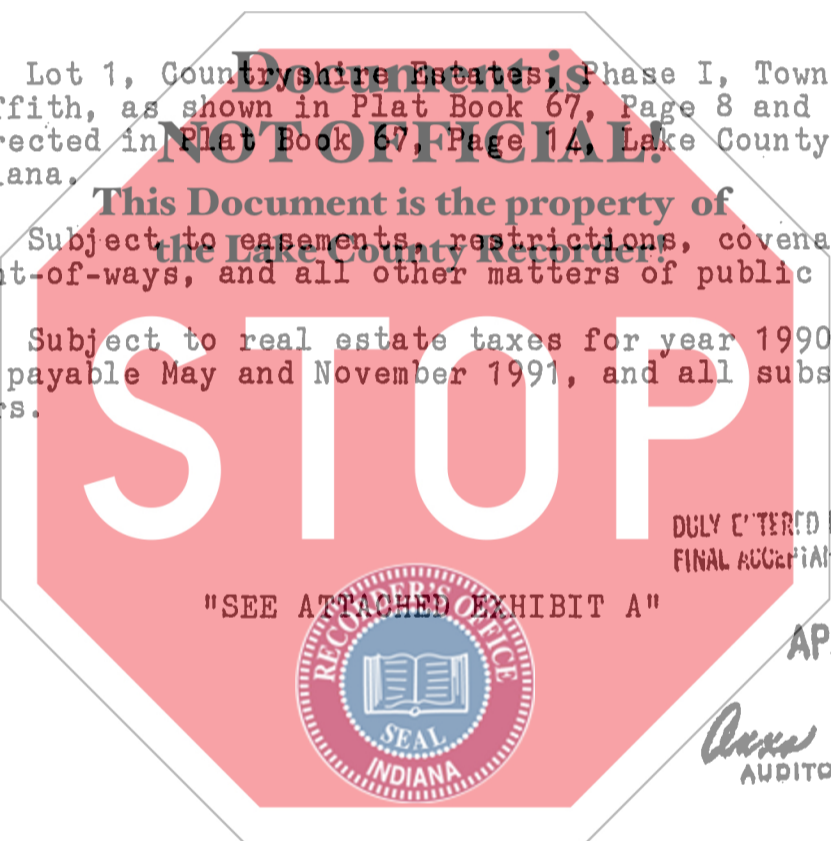 Document is
NOT OFFICIAL!
This Document is the property of
the Lake County Recorder!
Lot 1, Countryshire Estates, Phase I, Town
ffith, as shown in Plat Book 67, Page 8 and
rected in Plat Book 67, Page 14, Lake County
iana.
Subject to easements, restrictions, covena
t-of-ways, and all other matters of public
Subject to real estate taxes for year 1990
payable May and November 1991, and all subs
rs.
STOP
DULY ENTERED
FINAL ACCEPTAN
"SEE ATTACHED EXHIBIT A"
RECORDER'S OFFICE
SEAL
INDIANA
AP
AUDITO